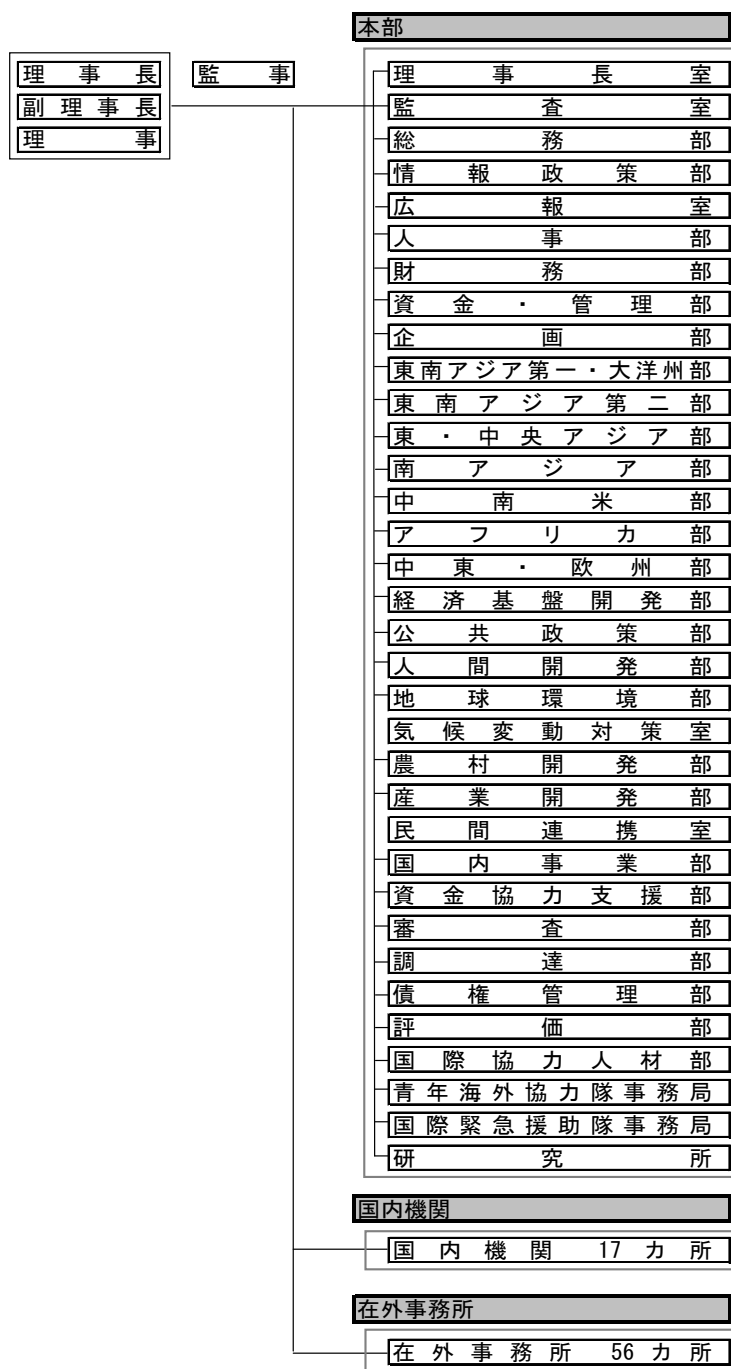 本部
理事長
副理事長
理事
監事
理事長室
監査室
総務部
情報政策部
広報室
人事部
財務部
資金・管理部
企画部
東南アジア第一・大洋州部
東南アジア第二部
東・中央アジア部
南アジア部
中南米部
アフリカ部
中東・欧州部
経済基盤開発部
公共政策部
人間開発部
地球環境部
気候変動対策室
農村開発部
産業開発部
民間連携室
国内事業部
資金協力支援部
審査部
調達部
債権管理部
評価部
国際協力人材部
青年海外協力隊事務局
国際緊急援助隊事務局
研究所
国内機関
国内機関 17カ所
在外事務所
在外事務所 56カ所